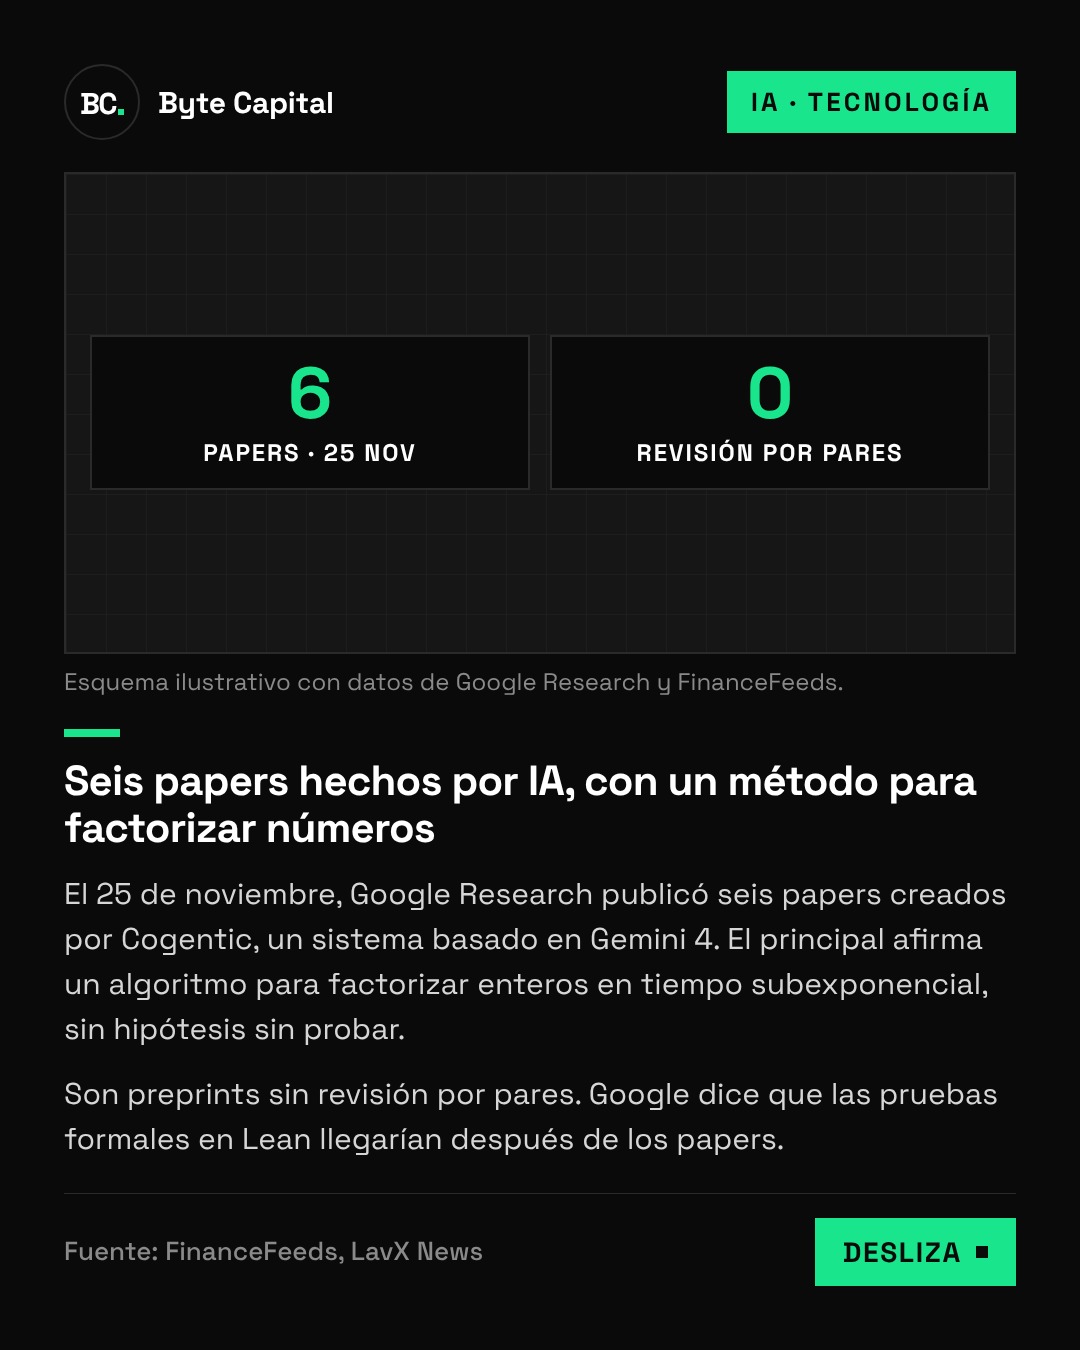 BC.
Byte Capital
IA · TECNOLOGÍA
6
PAPERS · 25 NOV
0
REVISIÓN POR PARES
Esquema ilustrativo con datos de Google Research y FinanceFeeds.
Seis papers hechos por IA, con un método para
factorizar números
El 25 de noviembre, Google Research publicó seis papers creados
por Cogentic, un sistema basado en Gemini 4. El principal afirma
un algoritmo para factorizar enteros en tiempo subexponencial,
sin hipótesis sin probar.
Son preprints sin revisión por pares. Google dice que las pruebas
formales en Lean llegarían después de los papers.
Fuente: FinanceFeeds, LavX News
DESLIZA